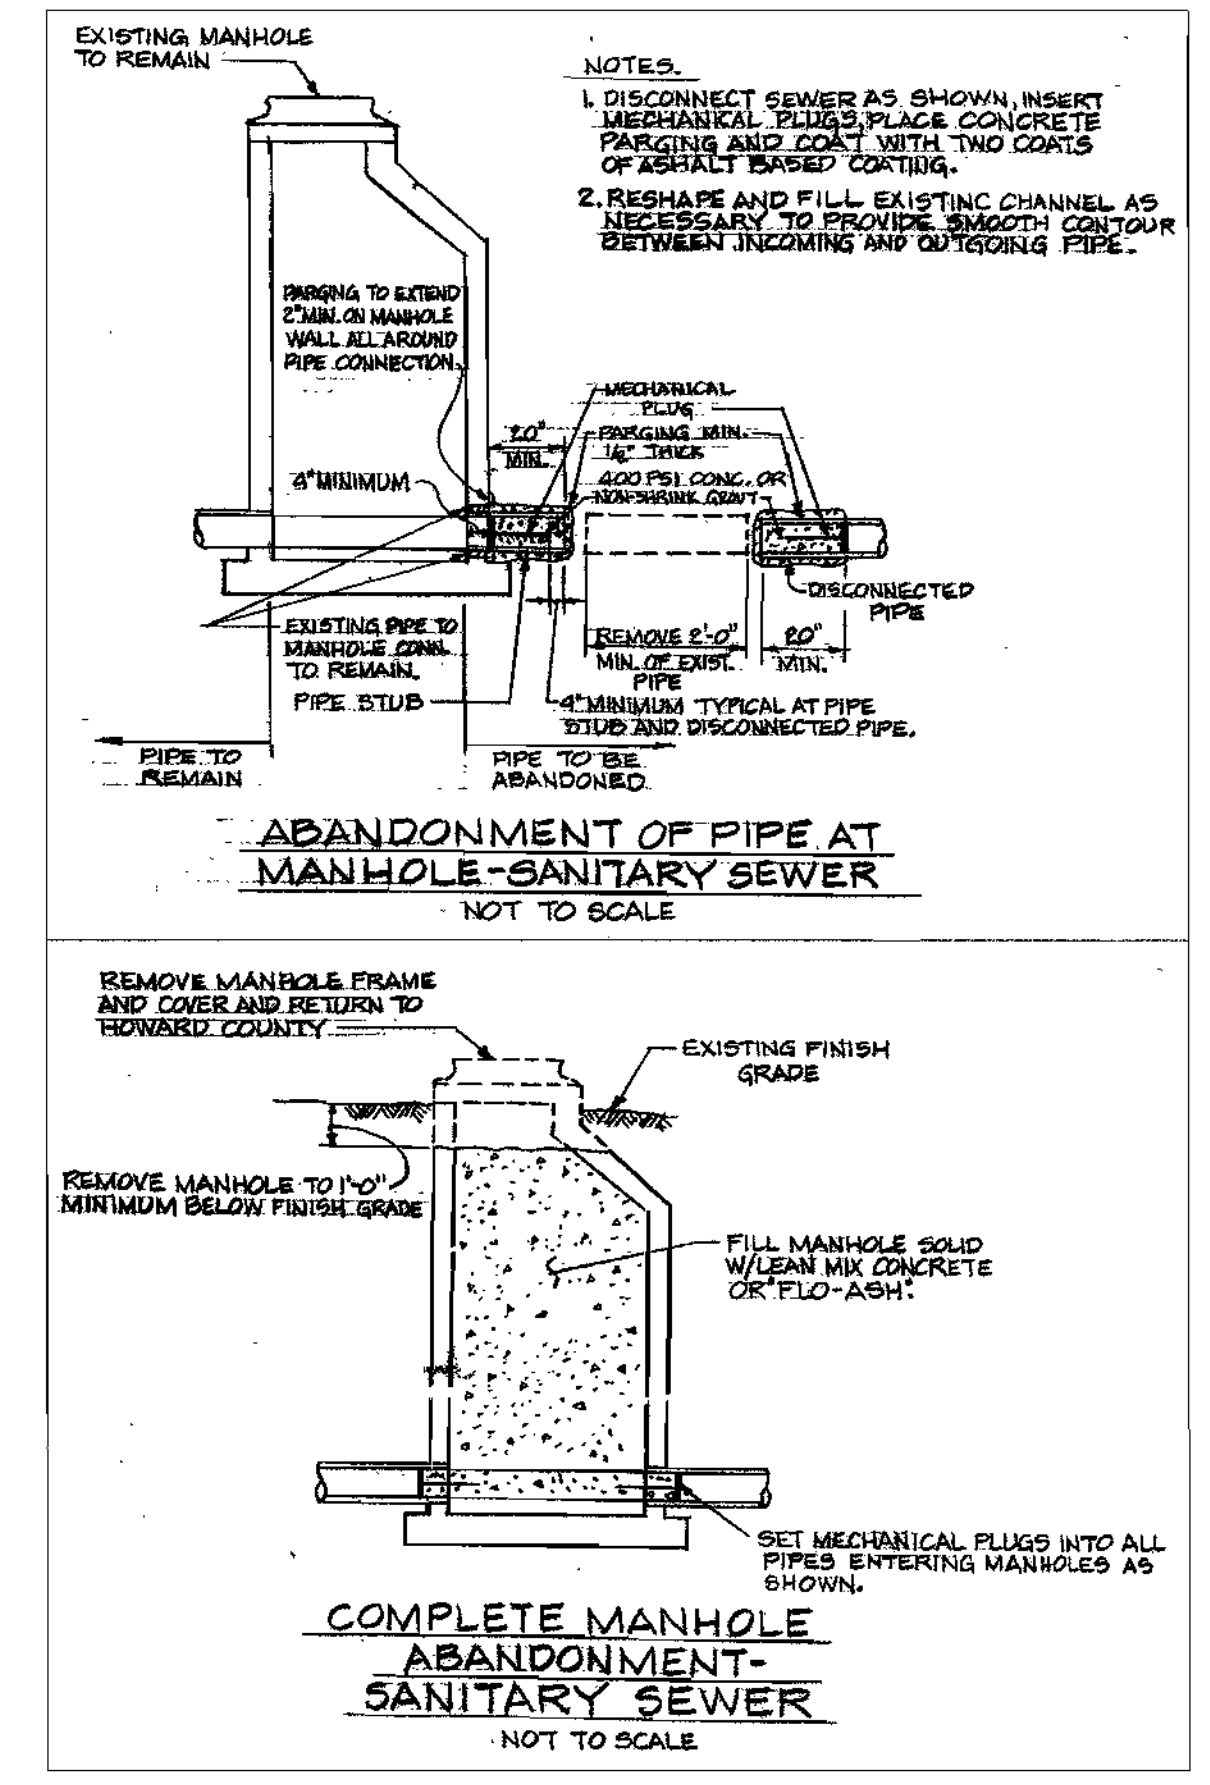 EXISTING MANHOLE
TO REMAIN
NOTES.
1. DISCONNECT SEWER AS SHOWN, INSERT
MECHANICAL PLUGS, PLACE CONCRETE
PARGING AND COAT WITH TWO COATS
OF ASHALT BASED COATING.
2. RESHAPE AND FILL EXISTING CHANNEL AS
NECESSARY TO PROVIDE SMOOTH CONTOUR
BETWEEN INCOMING AND OUTGOING PIPE.
PARGING TO EXTEND
2" MIN. ON MANHOLE
WALL ALL AROUND
PIPE CONNECTION.
4" MINIMUM
20"
MIN.
MECHANICAL
PLUG
PARGING MIN.
1/2" THICK
400 PSI CONC. OR
NON-SHRINK GROUT
DISCONNECTED
PIPE
EXISTING PIPE TO
MANHOLE CONN.
TO REMAIN.
PIPE STUB
REMOVE 2'-0"
MIN. OF EXIST.
PIPE
20"
MIN.
4" MINIMUM TYPICAL AT PIPE
STUB AND DISCONNECTED PIPE.
PIPE TO
REMAIN
PIPE TO BE
ABANDONED
ABANDONMENT OF PIPE AT
MANHOLE-SANITARY SEWER
NOT TO SCALE
REMOVE MANHOLE FRAME
AND COVER AND RETURN TO
HOWARD COUNTY
EXISTING FINISH
GRADE
REMOVE MANHOLE TO 1'-0"
MINIMUM BELOW FINISH GRADE
FILL MANHOLE SOLID
W/LEAN MIX CONCRETE
OR "FLO-ASH".
SET MECHANICAL PLUGS INTO ALL
PIPES ENTERING MANHOLES AS
SHOWN.
COMPLETE MANHOLE
ABANDONMENT-
SANITARY SEWER
NOT TO SCALE